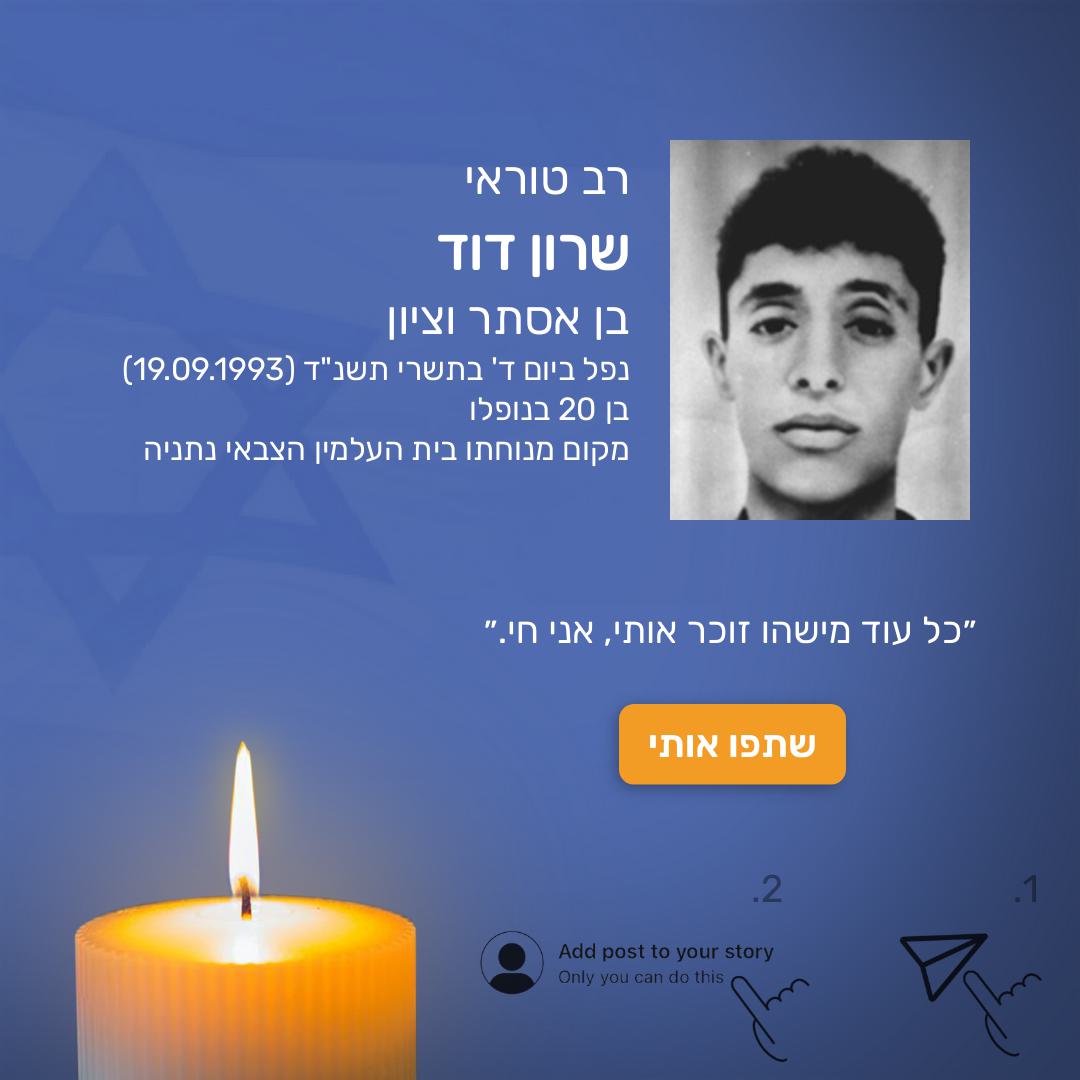 רב טוראי
שרון דוד
בן אסתר וציון
נפל ביום ד' בתשרי תשנ"ד (19.09.1993)
בן 20 בנופלו
מקום מנוחתו בית העלמין הצבאי נתניה
״כל עוד מישהו זוכר אותי, אני חי.״
שתפו אותי
.1
.2
Add post to your story
Only you can do this